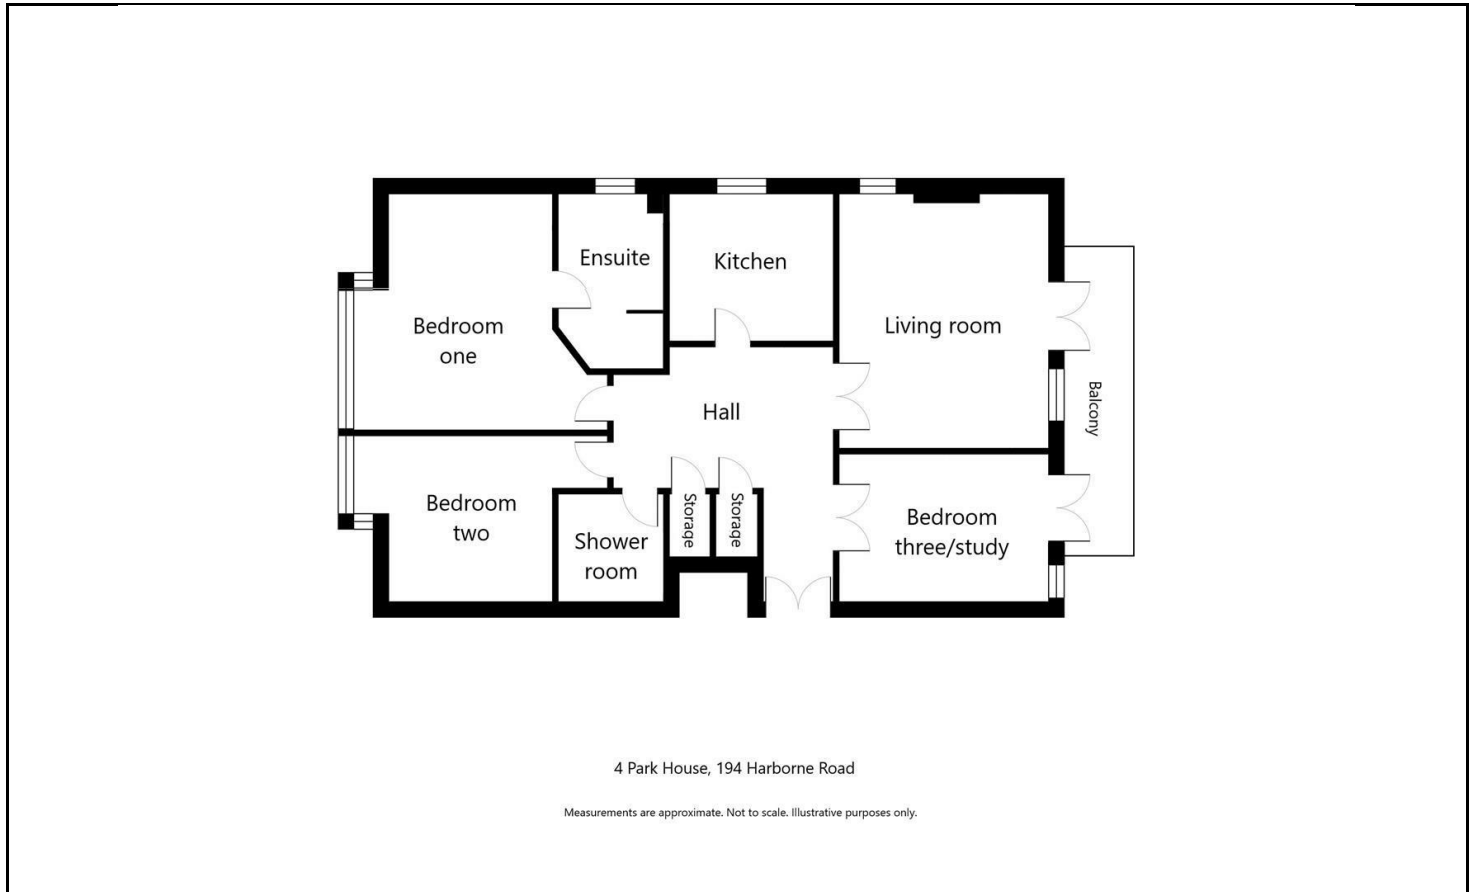 Ensuite
Kitchen
Bedroom
one
Living room
Balcony
Hall
Bedroom
two
Storage
Storage
Shower
room
Bedroom
three/study
4 Park House, 194 Harborne Road
Measurements are approximate. Not to scale. Illustrative purposes only.